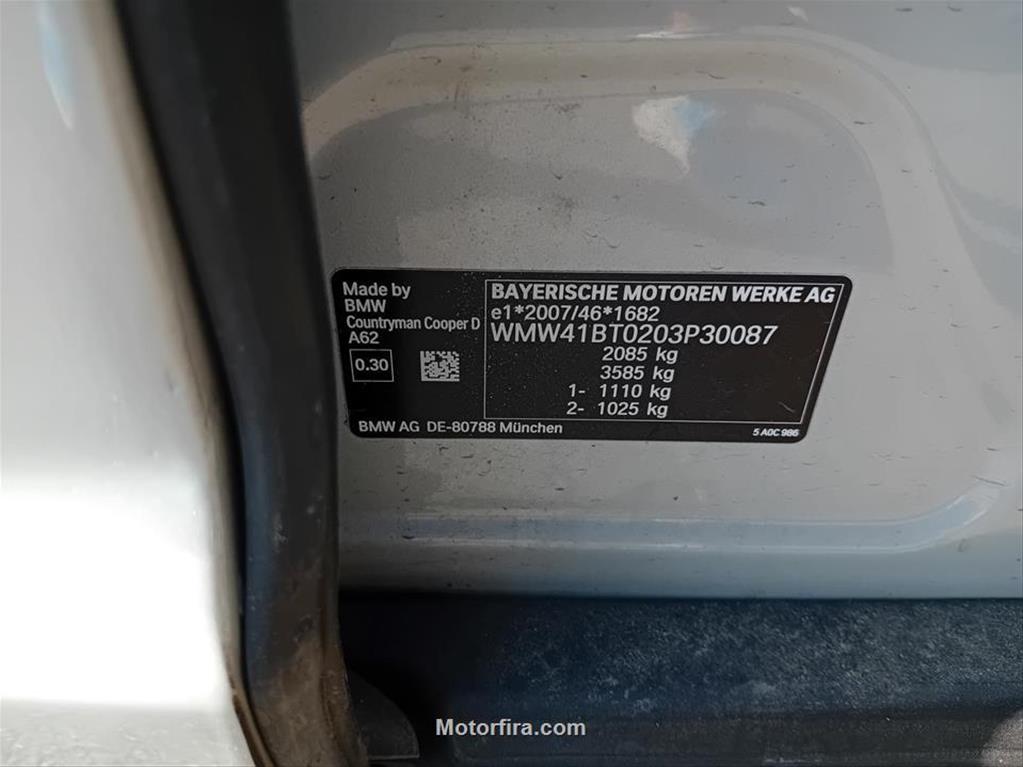 Made by
BMW
Countryman Cooper D
A62
0.30
BAYERISCHE MOTOREN WERKE AG
e1*2007/46*1682
WMW41BT0203P30087
2085 kg
3585 kg
1- 1110 kg
2- 1025 kg
BMW AG DE-80788 München
5 A0C 986
Motorfira.com